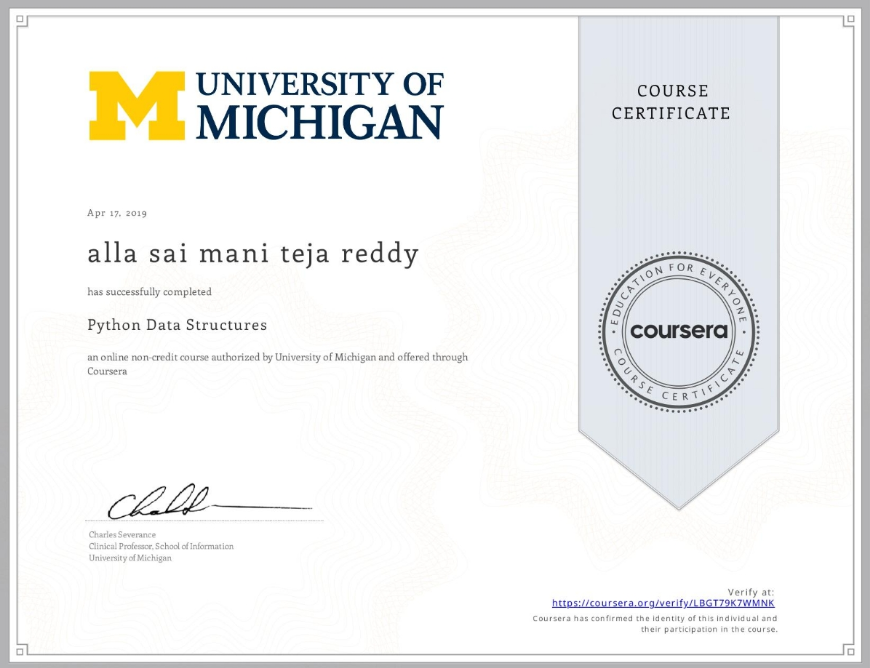 UNIVERSITY OF
MICHIGAN
COURSE
CERTIFICATE
Apr 17, 2019
alla sai mani teja reddy
has successfully completed
Python Data Structures
an online non-credit course authorized by University of Michigan and offered through
Coursera
EDUCATION FOR EVERYONE
coursera
COURSE CERTIFICATE
Charles Severance
Clinical Professor, School of Information
University of Michigan
Verify at:
https://coursera.org/verify/LBGT79K7WMNK
Coursera has confirmed the identity of this individual and
their participation in the course.